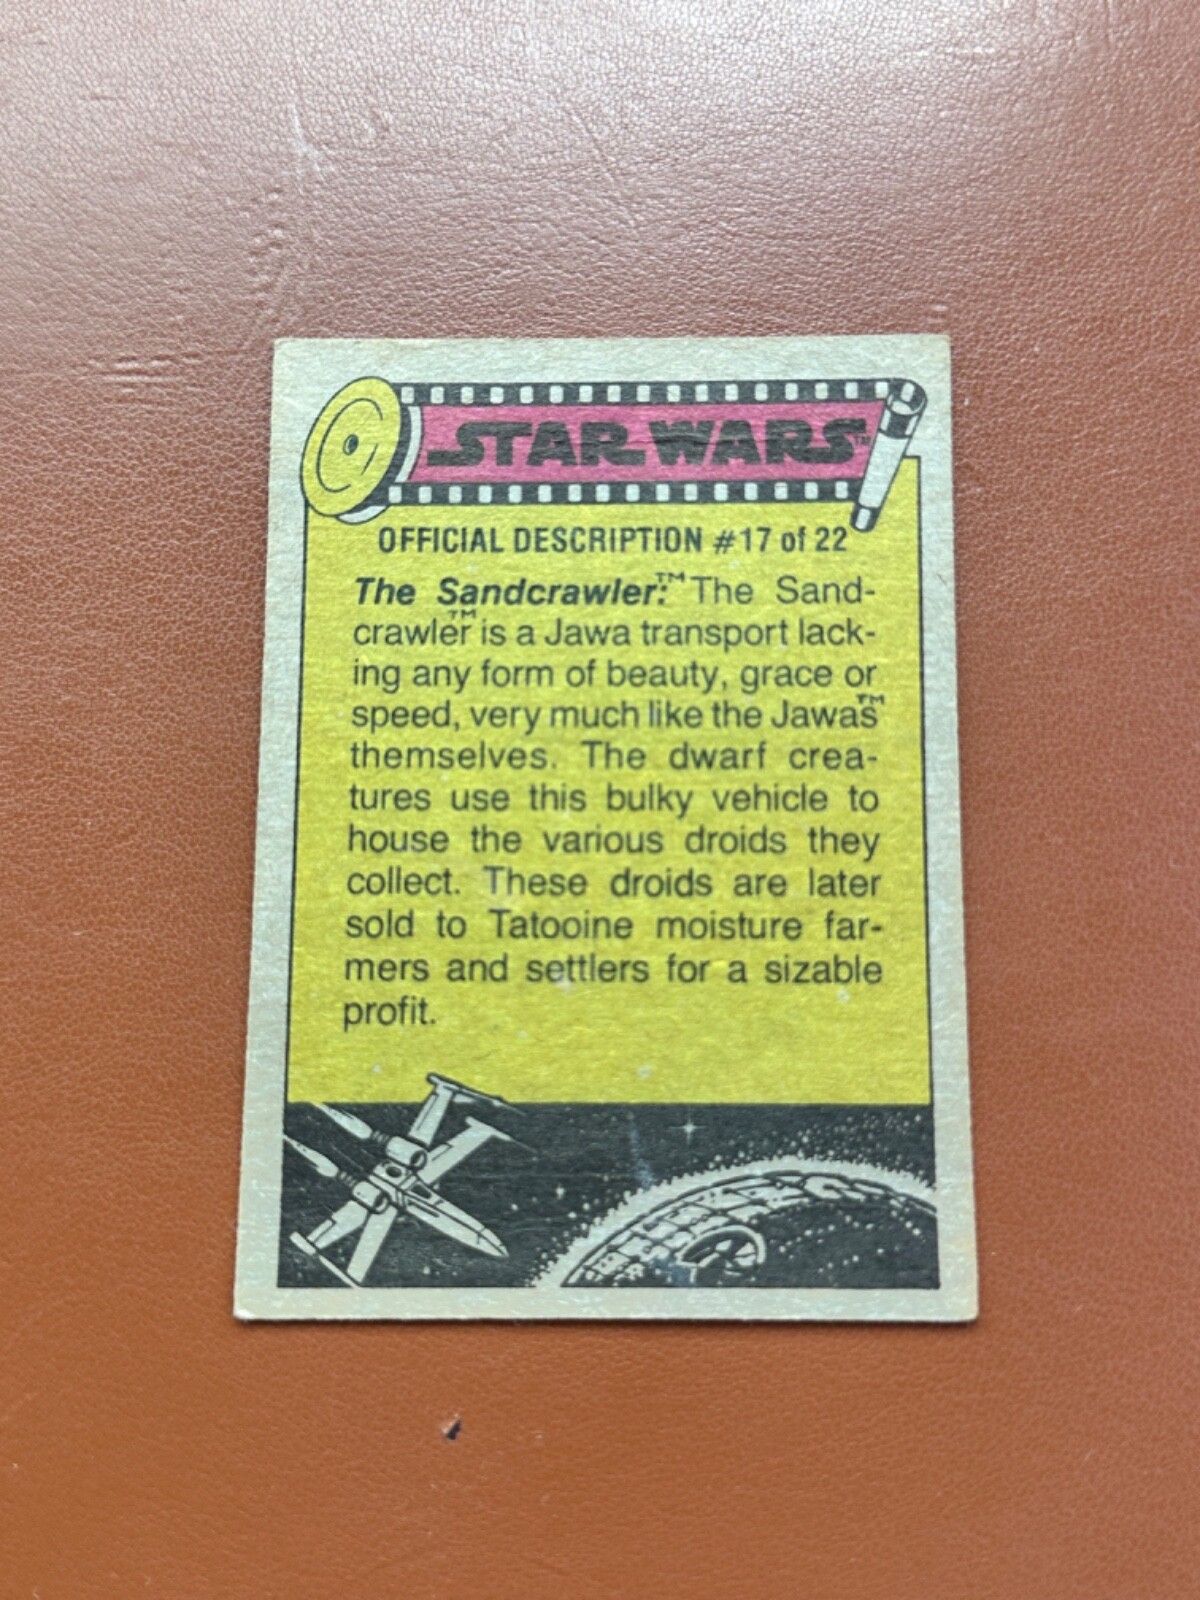 STAR WARS™
OFFICIAL DESCRIPTION #17 of 22
The Sandcrawler:™ The Sand-
crawler™ is a Jawa transport lack-
ing any form of beauty, grace or
speed, very much like the Jawas™
themselves. The dwarf crea-
tures use this bulky vehicle to
house the various droids they
collect. These droids are later
sold to Tatooine moisture far-
mers and settlers for a sizable
profit.